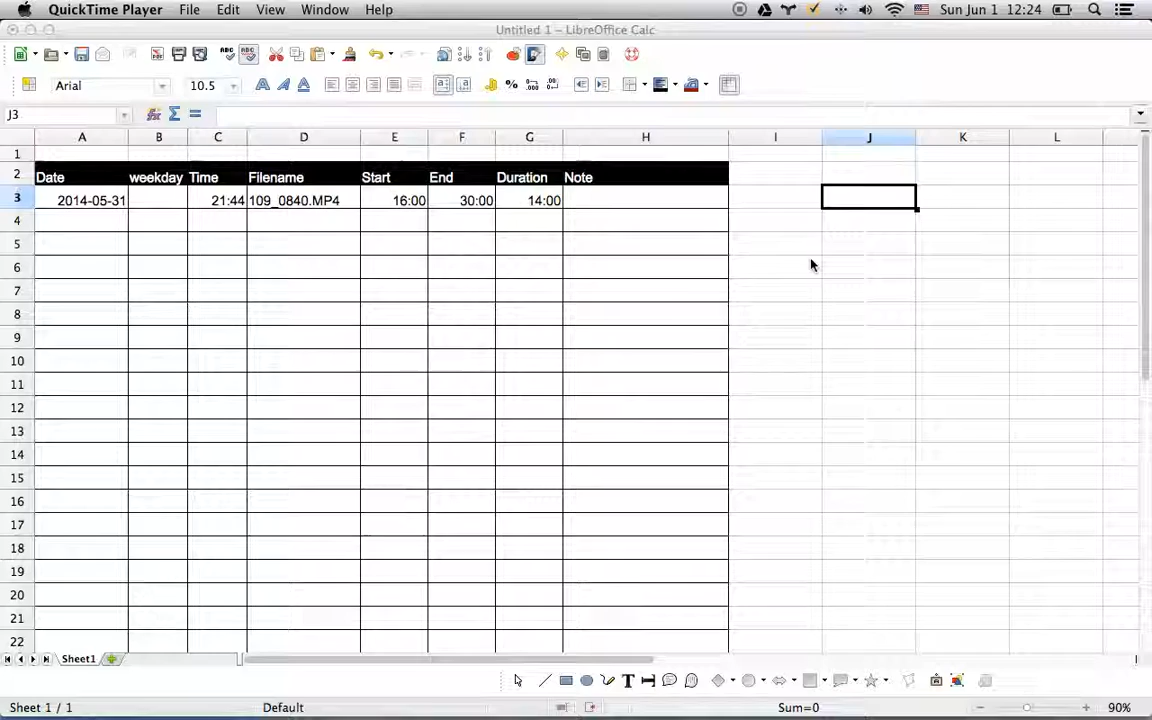 QuickTime Player File Edit View Window Help Sun Jun 1 12:24
Untitled 1 – LibreOffice Calc
ABC ABC
Arial 10.5
J3
A B C D E F G H I J K L
1
2 Date weekday Time Filename Start End Duration Note
3 2014-05-31 21:44 109_0840.MP4 16:00 30:00 14:00
4
5
6
7
8
9
10
11
12
13
14
15
16
17
18
19
20
21
22
Sheet1
Sheet 1 / 1 Default Sum=0 90%